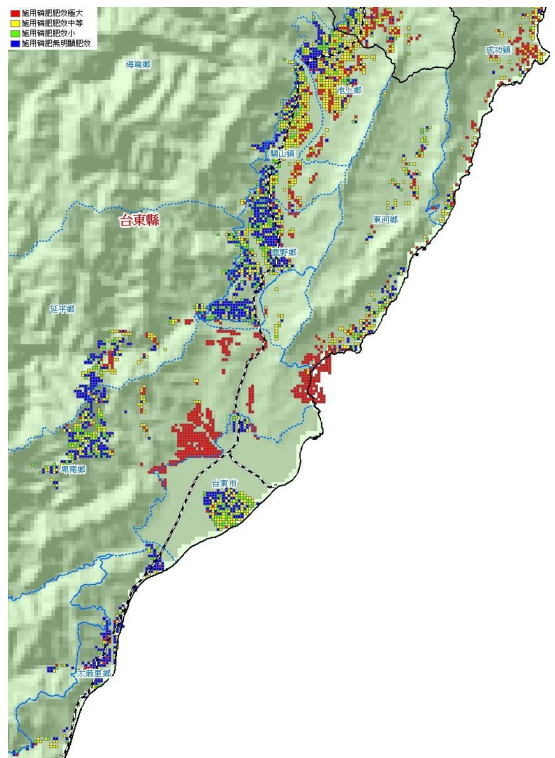 施用磷肥肥效極大
施用磷肥肥效中等
施用磷肥肥效小
施用磷肥無明顯肥效
成功鎮
海端鄉
池上鄉
關山鎮
台東縣
東河鄉
鹿野鄉
延平鄉
卑南鄉
台東市
太麻里鄉